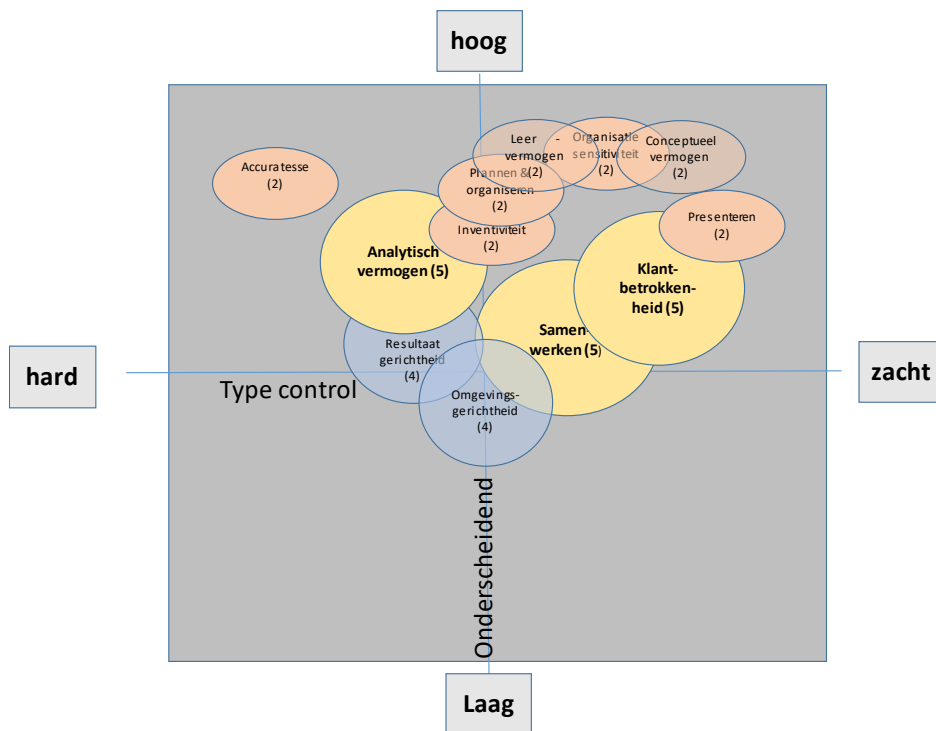 hoog
Leer -
vermogen
(2)
Organisatie
sensitiviteit
(2)
Conceptueel
vermogen
(2)
Accuratesse
(2)
Plannen &
organiseren
(2)
Presenteren
(2)
Inventiviteit
(2)
Analytisch
vermogen (5)
Klant-
betrokken-
heid (5)
Samen-
werken (5)
Resultaat
gerichtheid
(4)
hard
zacht
Type control
Omgevings-
gerichtheid
(4)
Onderscheidend
Laag